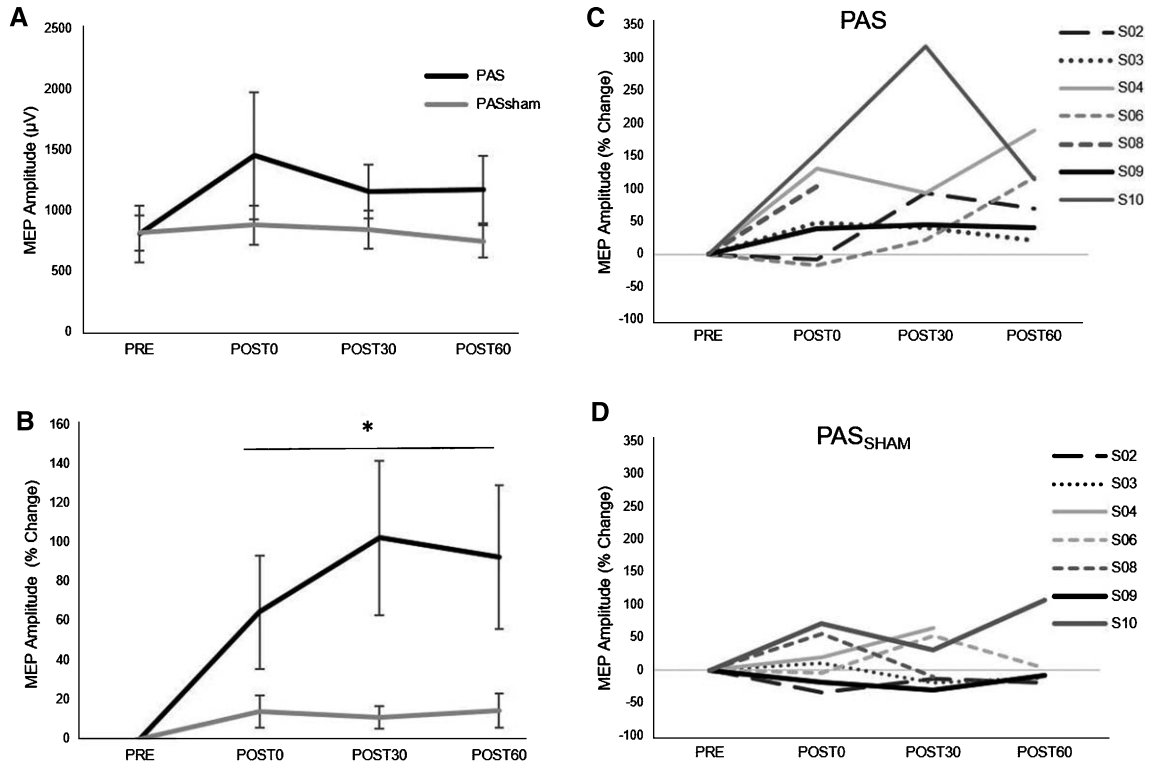 A
MEP Amplitude (µV)
2500
2000
1500
1000
500
0
PRE
POST0
POST30
POST60
PAS
PASsham
B
MEP Amplitude (% Change)
160
140
120
100
80
60
40
20
0
PRE
POST0
POST30
POST60
*
C
PAS
MEP Amplitude (% Change)
350
300
250
200
150
100
50
0
-50
-100
PRE
POST0
POST30
POST60
S02
S03
S04
S06
S08
S09
S10
D
PASSHAM
MEP Amplitude (% Change)
350
300
250
200
150
100
50
0
-50
-100
PRE
POST0
POST30
POST60
S02
S03
S04
S06
S08
S09
S10